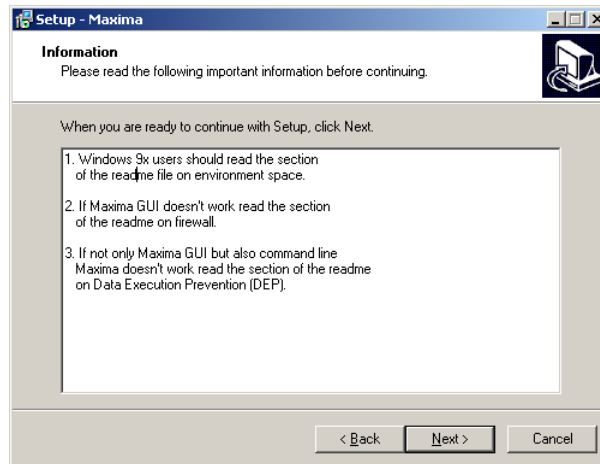 Setup - Maxima
Information
Please read the following important information before continuing.
When you are ready to continue with Setup, click Next.
1. Windows 9x users should read the section
of the readme file on environment space.
2. If Maxima GUI doesn't work read the section
of the readme on firewall.
3. If not only Maxima GUI but also command line
Maxima doesn't work read the section of the readme
on Data Execution Prevention (DEP).
< Back
Next >
Cancel